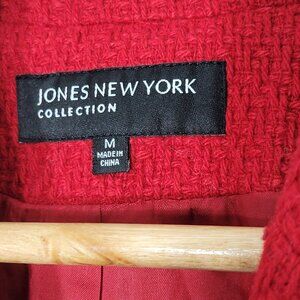 JONES NEW YORK
COLLECTION
M
MADE IN
CHINA